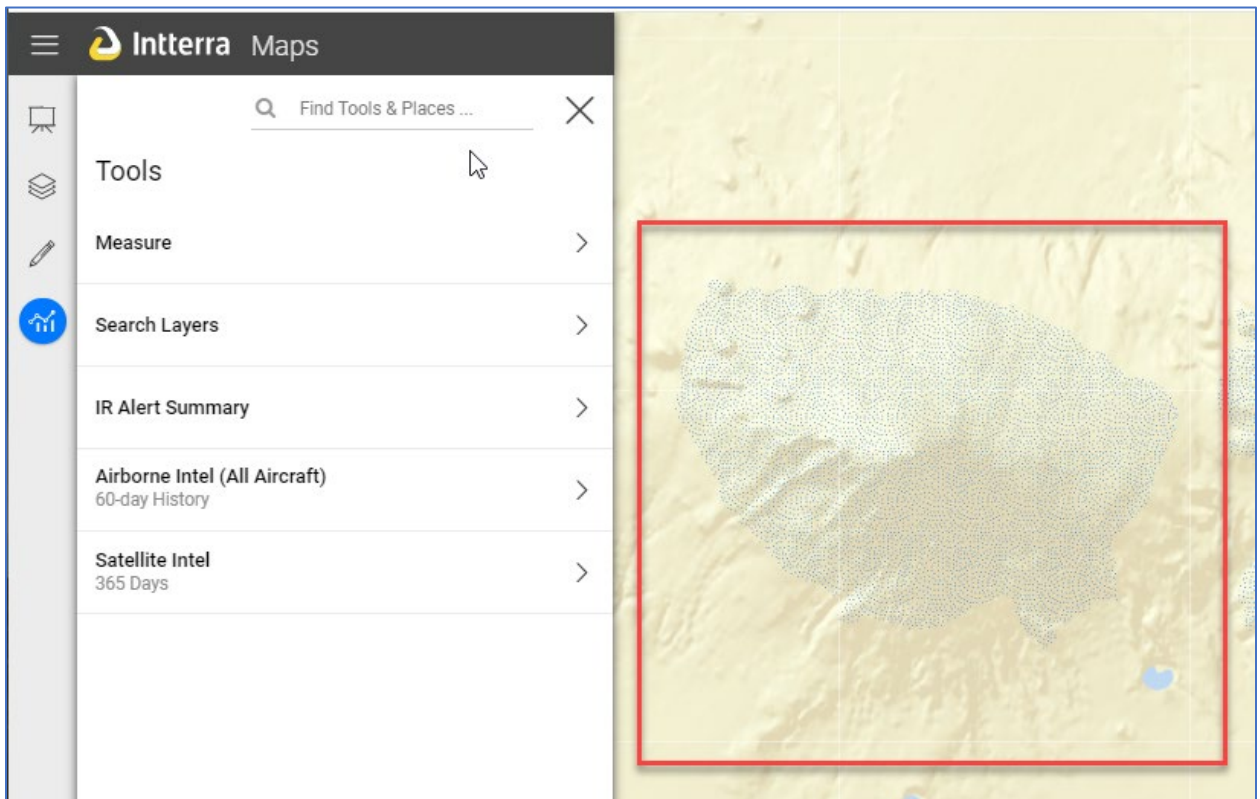 Intterra Maps
Find Tools & Places ...
Tools
Measure
Search Layers
IR Alert Summary
Airborne Intel (All Aircraft)
60-day History
Satellite Intel
365 Days